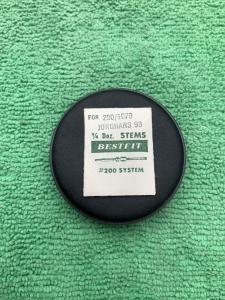 FOR 200/1079
JUNGHANS 93
¼ Doz. STEMS
BESTFIT
#200 SYSTEM